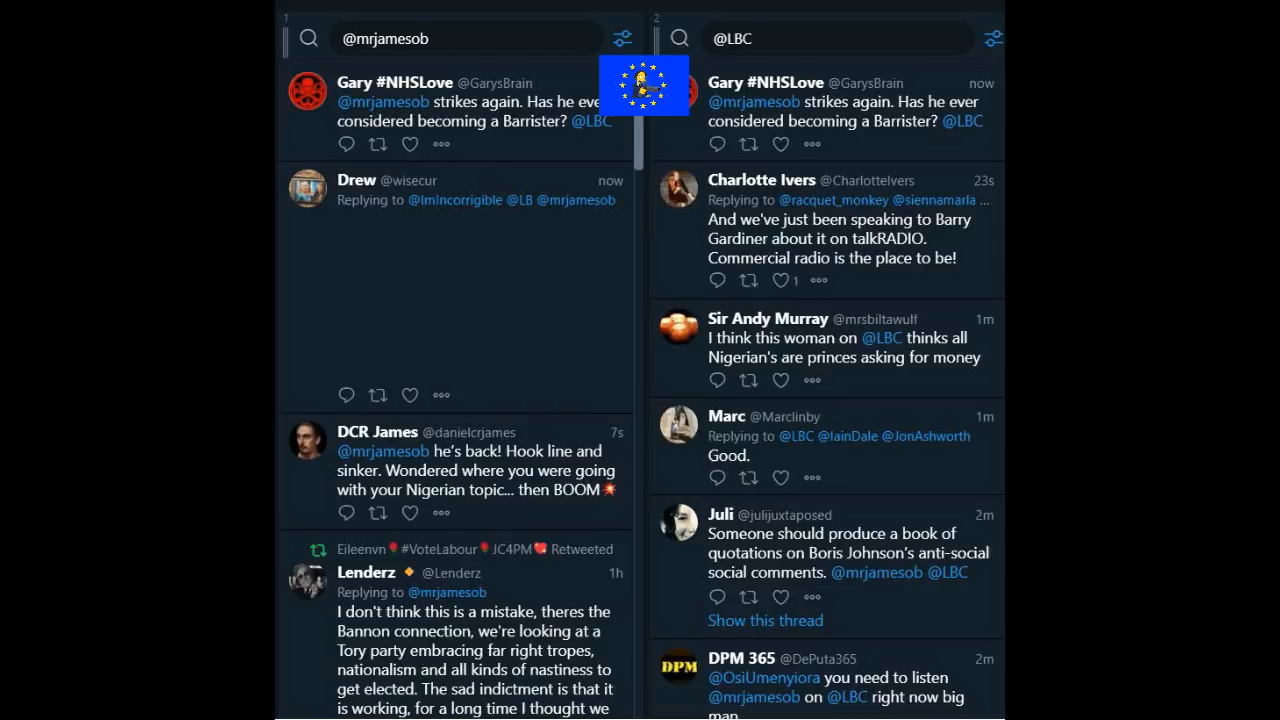 1
@mrjamesob
Gary #NHSLove @GarysBrain
@mrjamesob strikes again. Has he eve
considered becoming a Barrister? @LBC
Drew @wisecur now
Replying to @ImIncorrigible @LB @mrjamesob
DCR James @danielcrjames 7s
@mrjamesob he's back! Hook line and
sinker. Wondered where you were going
with your Nigerian topic... then BOOM💥
Eileenvn🌹#VoteLabour🌹JC4PM💘 Retweeted
Lenderz 🔸 @Lenderz 1h
Replying to @mrjamesob
I don't think this is a mistake, theres the
Bannon connection, we're looking at a
Tory party embracing far right tropes,
nationalism and all kinds of nastiness to
get elected. The sad indictment is that it
is working, for a long time I thought we
2
@LBC
Gary #NHSLove @GarysBrain now
@mrjamesob strikes again. Has he ever
considered becoming a Barrister? @LBC
Charlotte Ivers @CharlotteIvers 23s
Replying to @racquet_monkey @siennamarla ...
And we've just been speaking to Barry
Gardiner about it on talkRADIO.
Commercial radio is the place to be!
1
Sir Andy Murray @mrsbiltawulf 1m
I think this woman on @LBC thinks all
Nigerian's are princes asking for money
Marc @Marclinby 1m
Replying to @LBC @IainDale @JonAshworth
Good.
Juli @julijuxtaposed 2m
Someone should produce a book of
quotations on Boris Johnson's anti-social
social comments. @mrjamesob @LBC
Show this thread
DPM
DPM 365 @DePuta365 2m
@OsiUmenyiora you need to listen
@mrjamesob on @LBC right now big
man